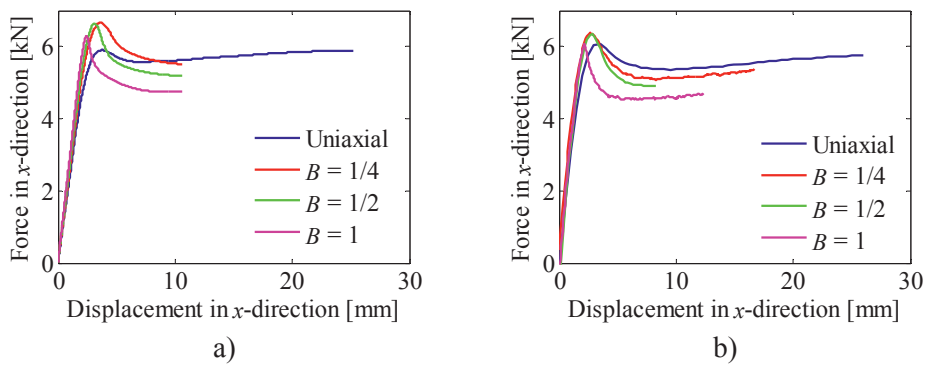 8
6
4
2
0
Force in x-direction [kN]
Uniaxial
B = 1/4
B = 1/2
B = 1
0 10 20 30
Displacement in x-direction [mm]
a)
8
6
4
2
0
Force in x-direction [kN]
Uniaxial
B = 1/4
B = 1/2
B = 1
0 10 20 30
Displacement in x-direction [mm]
b)